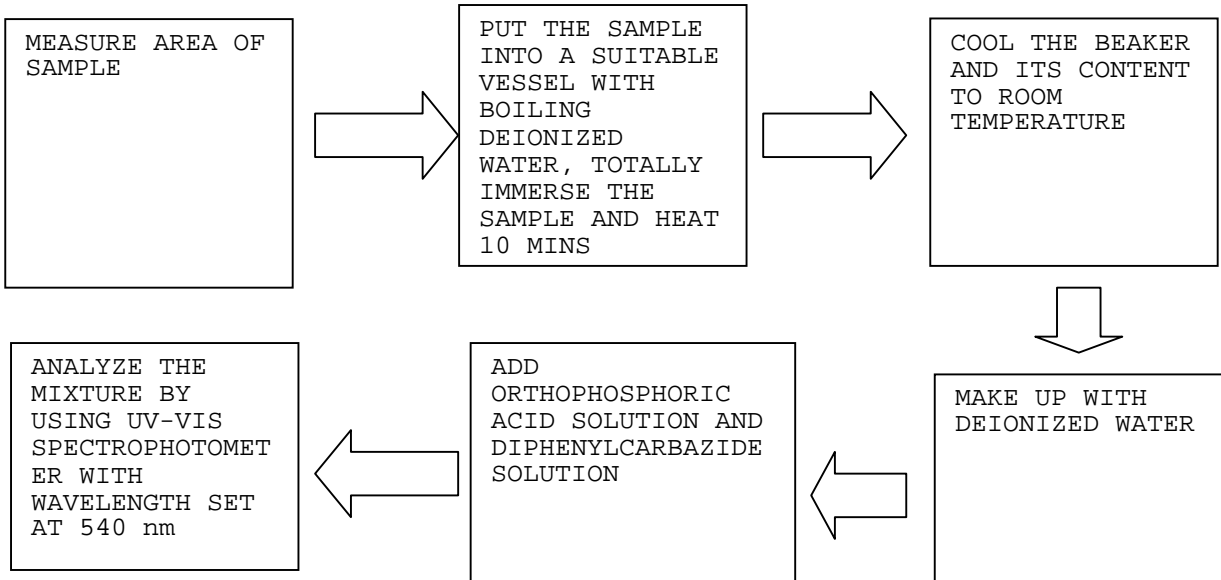 MEASURE AREA OF
SAMPLE
PUT THE SAMPLE
INTO A SUITABLE
VESSEL WITH
BOILING
DEIONIZED
WATER, TOTALLY
IMMERSE THE
SAMPLE AND HEAT
10 MINS
COOL THE BEAKER
AND ITS CONTENT
TO ROOM
TEMPERATURE
MAKE UP WITH
DEIONIZED WATER
ADD
ORTHOPHOSPHORIC
ACID SOLUTION AND
DIPHENYLCARBAZIDE
SOLUTION
ANALYZE THE
MIXTURE BY
USING UV-VIS
SPECTROPHOTOMET
ER WITH
WAVELENGTH SET
AT 540 nm